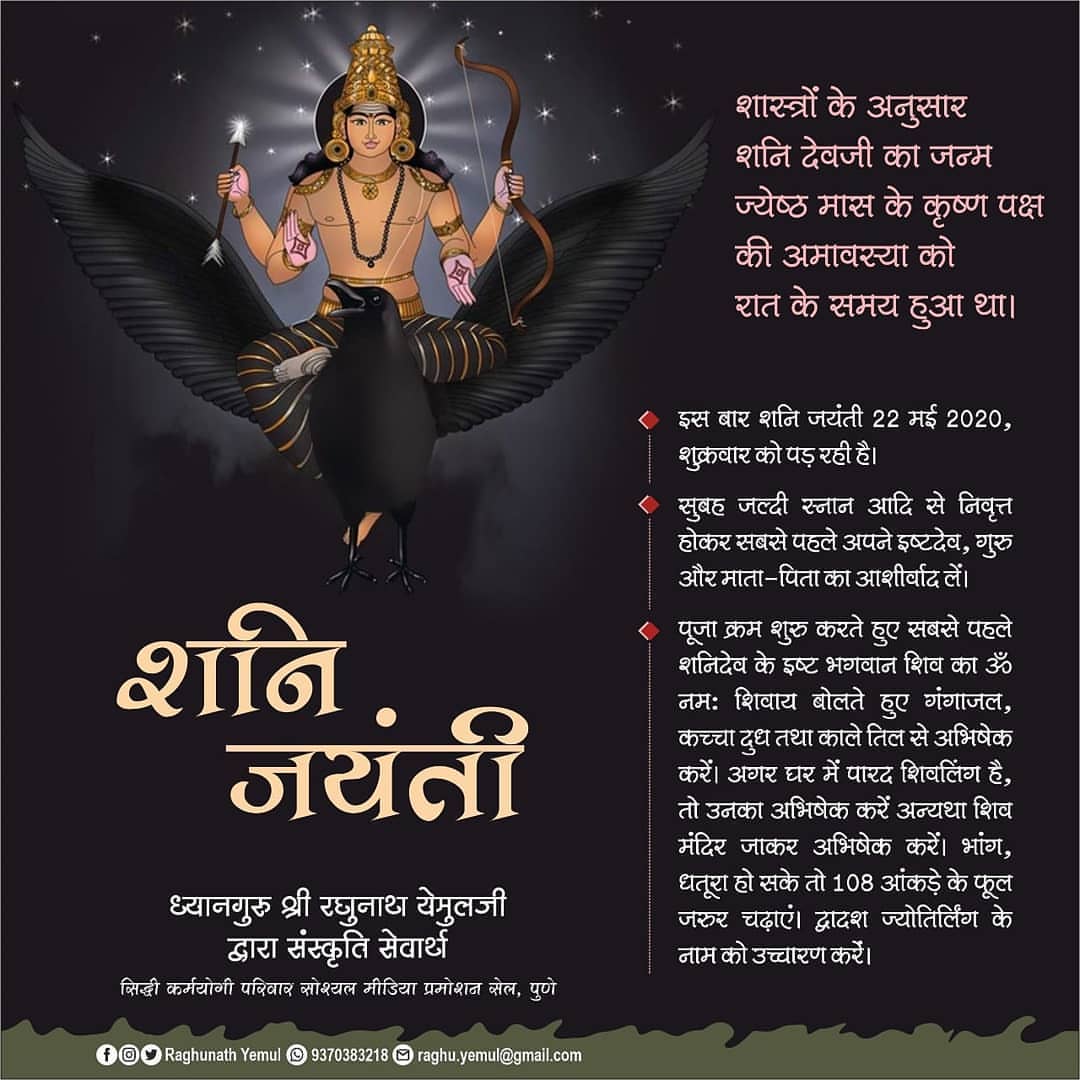 शास्त्रों के अनुसार
शनि देवजी का जन्म
ज्येष्ठ मास के कृष्ण पक्ष
की अमावस्या को
रात के समय हुआ था।
इस बार शनि जयंती 22 मई 2020,
शुक्रवार को पड़ रही है।
सुबह जल्दी स्नान आदि से निवृत्त
होकर सबसे पहले अपने इष्टदेव, गुरु
और माता-पिता का आशीर्वाद लें।
पूजा क्रम शुरु करते हुए सबसे पहले
शनिदेव के इष्ट भगवान शिव का ॐ
नम: शिवाय बोलते हुए गंगाजल,
कच्चा दुध तथा काले तिल से अभिषेक
करें। अगर घर में पारद शिवलिंग है,
तो उनका अभिषेक करें अन्यथा शिव
मंदिर जाकर अभिषेक करें। भांग,
धतूरा हो सके तो 108 आंकड़े के फूल
जरुर चढ़ाएं। द्वादश ज्योतिर्लिंग के
नाम को उच्चारण करें।
शनि
जयंती
ध्यानगुरु श्री रघुनाथ येमुलजी
द्वारा संस्कृति सेवार्थ
सिद्धी कर्मयोगी परिवार सोश्यल मीडिया प्रमोशन सेल, पुणे
Raghunath Yemul 9370383218 raghu.yemul@gmail.com